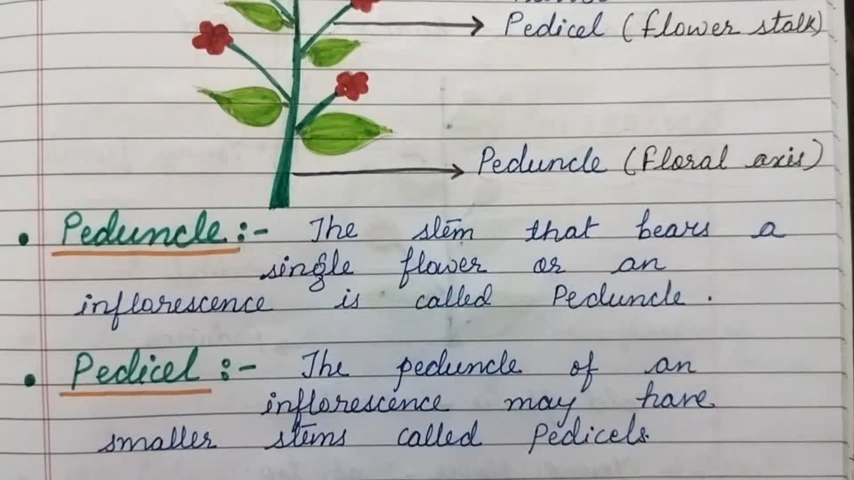 Pedicel (flower stalk)
Peduncle (Floral axis)
• Peduncle :- The stem that bears a
single flower or an
inflorescence is called Peduncle.
• Pedicel :- The peduncle of an
inflorescence may have
smaller stems called Pedicels.